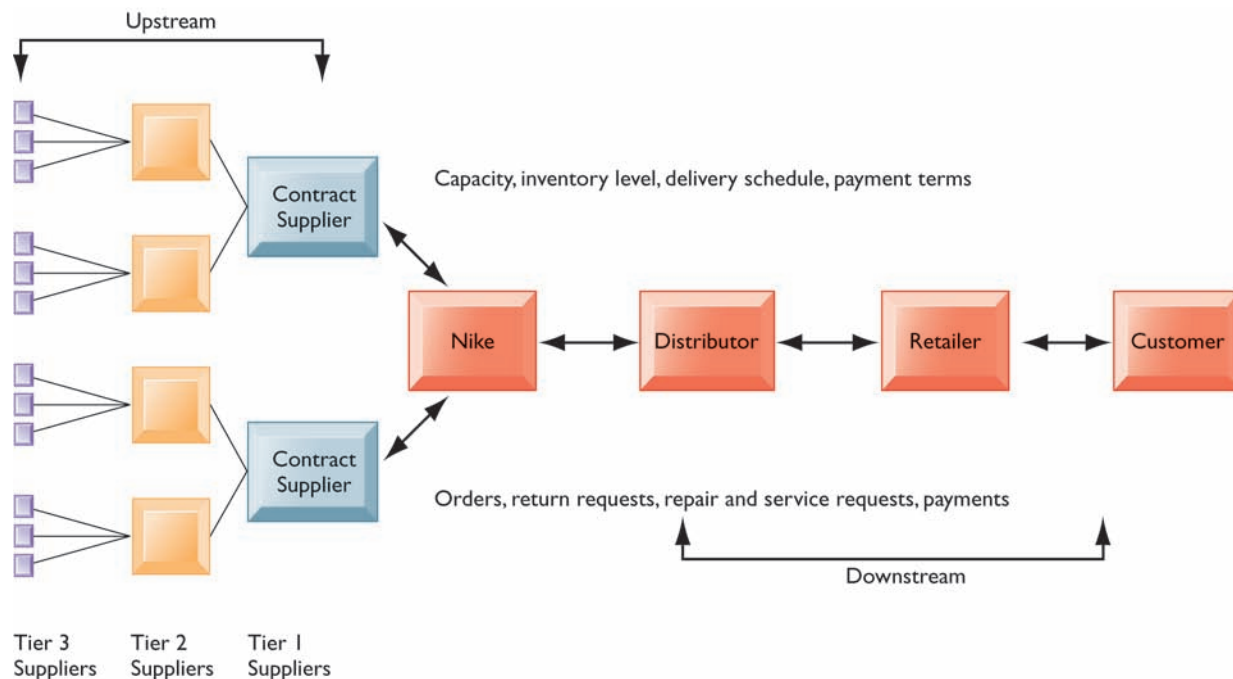 Upstream
Contract
Supplier
Capacity, inventory level, delivery schedule, payment terms
Nike
Distributor
Retailer
Customer
Contract
Supplier
Orders, return requests, repair and service requests, payments
Downstream
Tier 3
Suppliers
Tier 2
Suppliers
Tier 1
Suppliers